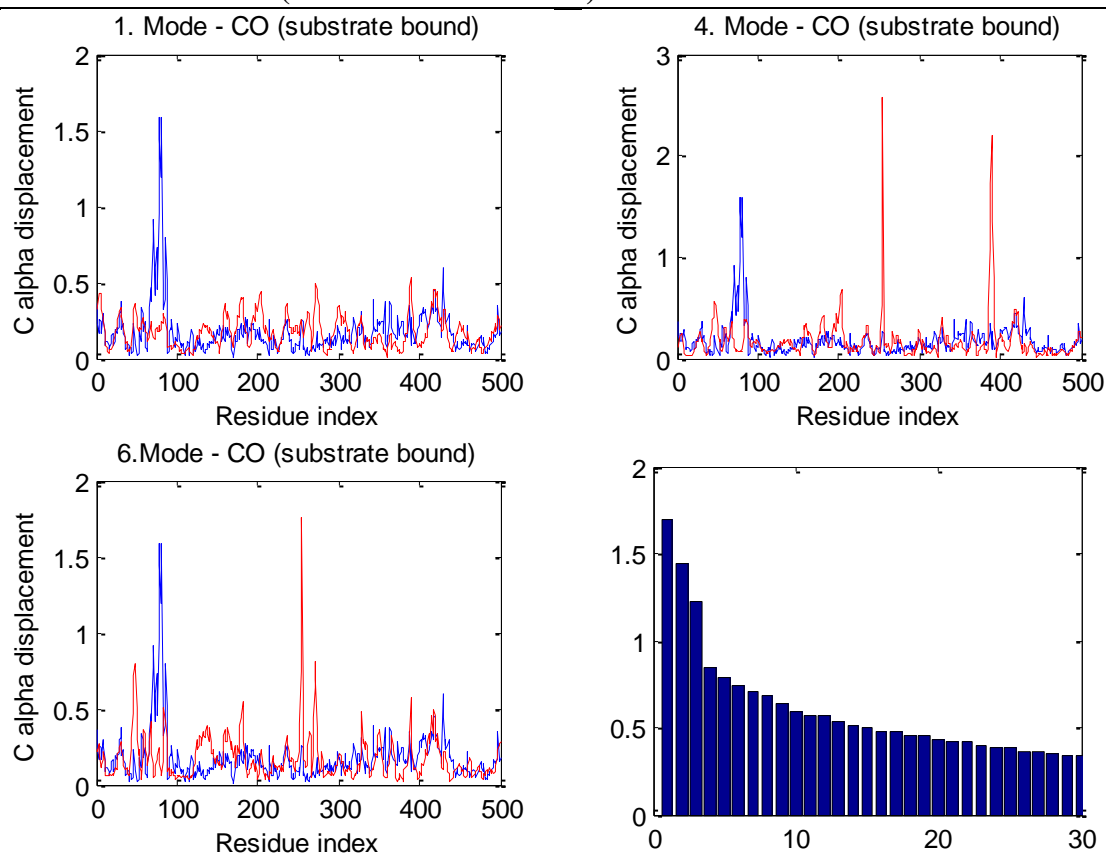 1. Mode - CO (substrate bound)
2
1.5
1
0.5
0
C alpha displacement
0 100 200 300 400 500
Residue index
4. Mode - CO (substrate bound)
3
2
1
0
C alpha displacement
0 100 200 300 400 500
Residue index
6.Mode - CO (substrate bound)
2
1.5
1
0.5
0
C alpha displacement
0 100 200 300 400 500
Residue index
2
1.5
1
0.5
0
0 10 20 30